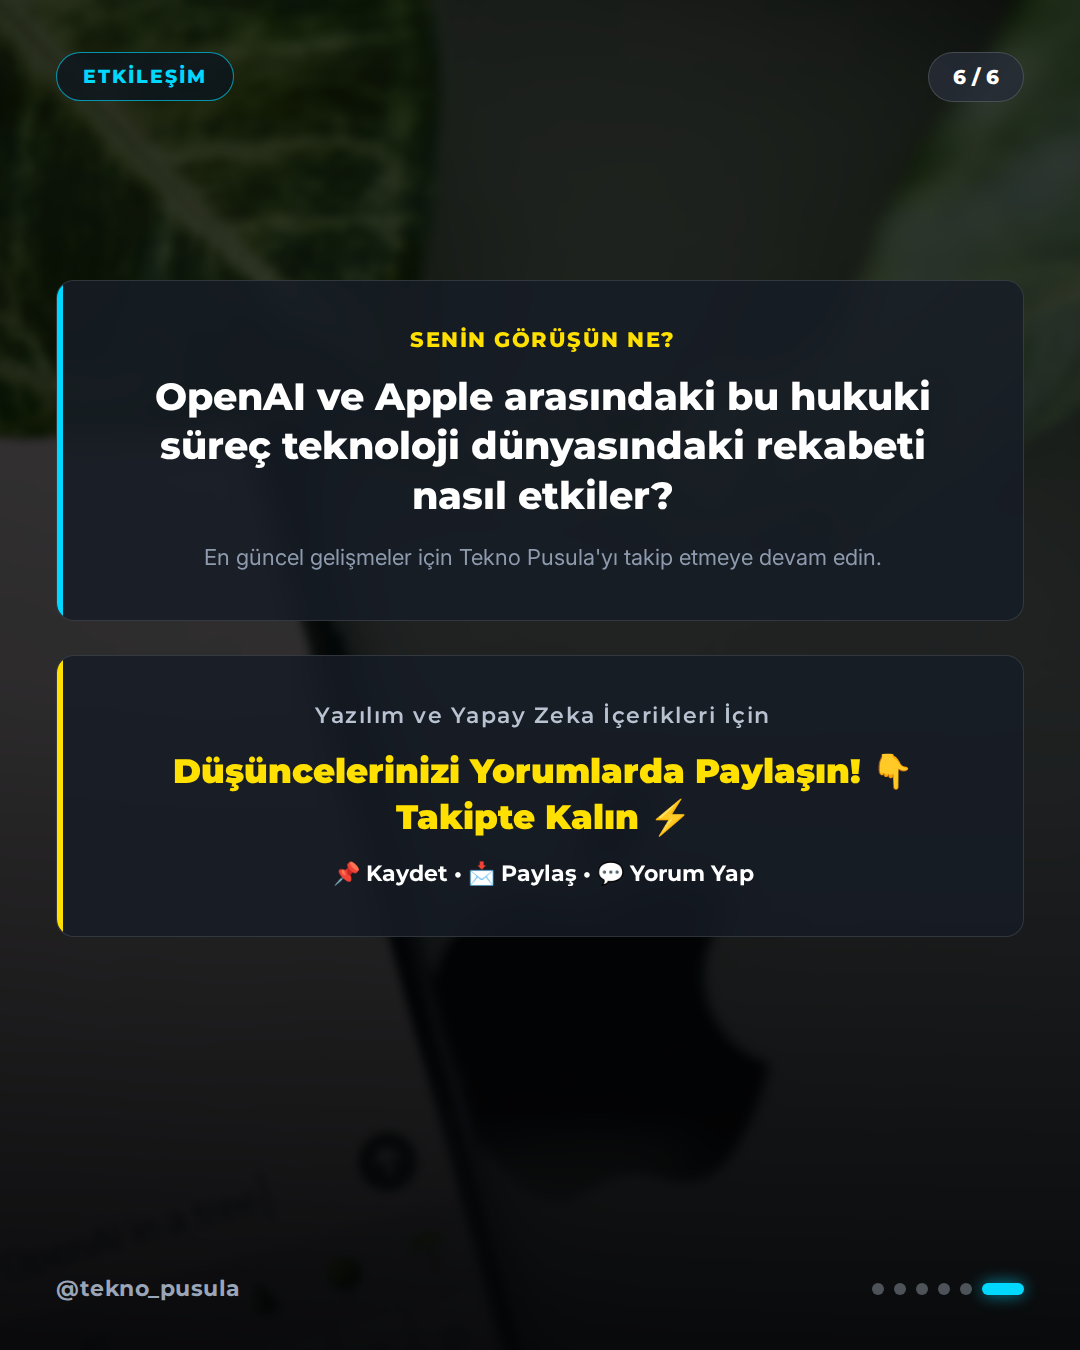 ETKİLEŞİM
6 / 6
SENİN GÖRÜŞÜN NE?
OpenAI ve Apple arasındaki bu hukuki
süreç teknoloji dünyasındaki rekabeti
nasıl etkiler?
En güncel gelişmeler için Tekno Pusula'yı takip etmeye devam edin.
Yazılım ve Yapay Zeka İçerikleri İçin
Düşüncelerinizi Yorumlarda Paylaşın! 👇
Takipte Kalın ⚡
📌 Kaydet • 📩 Paylaş • 💬 Yorum Yap
@tekno_pusula